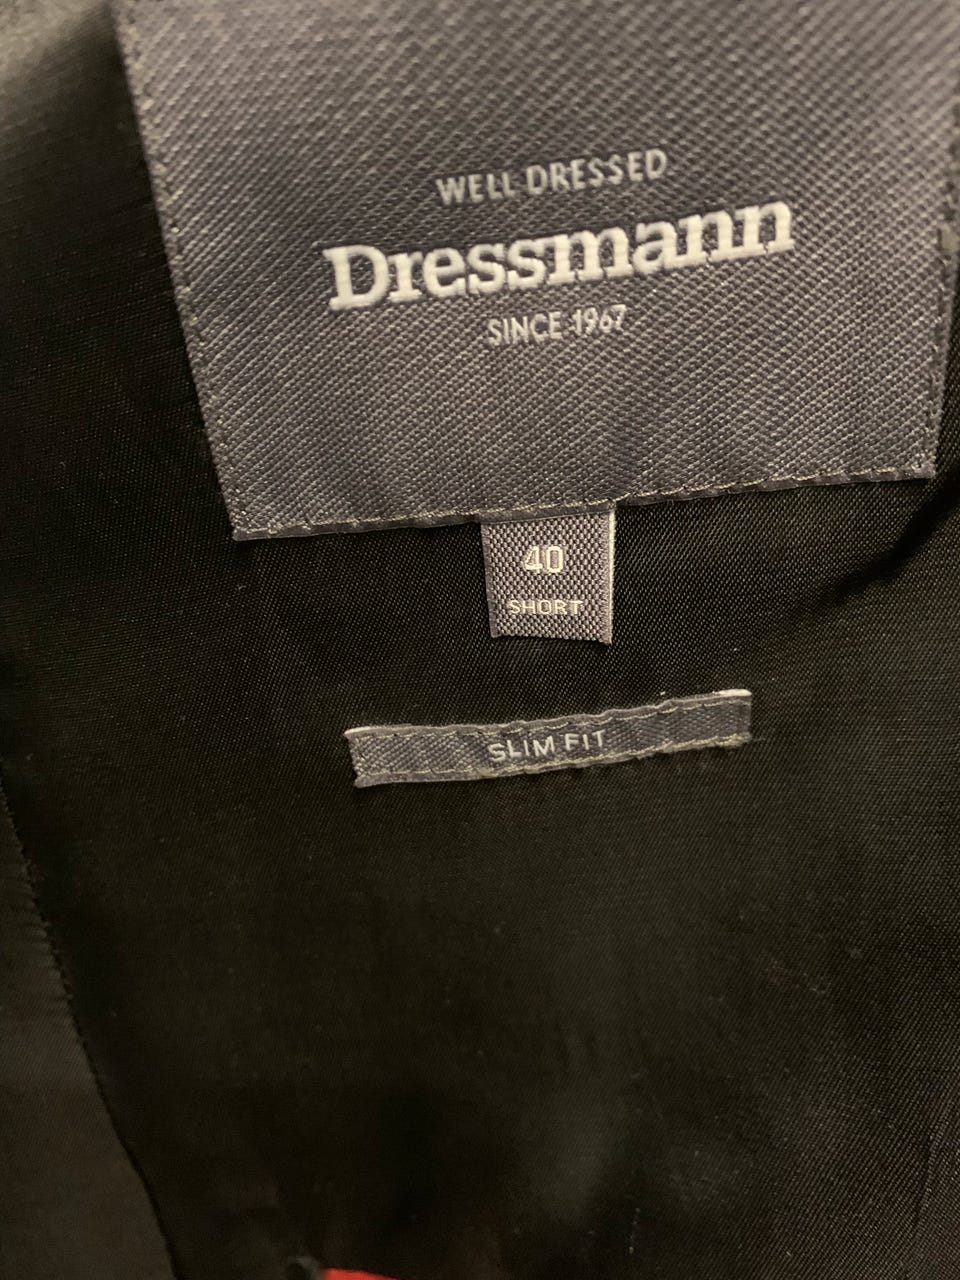 WELL DRESSED
Dressmann
SINCE 1967
40
SHORT
SLIM FIT